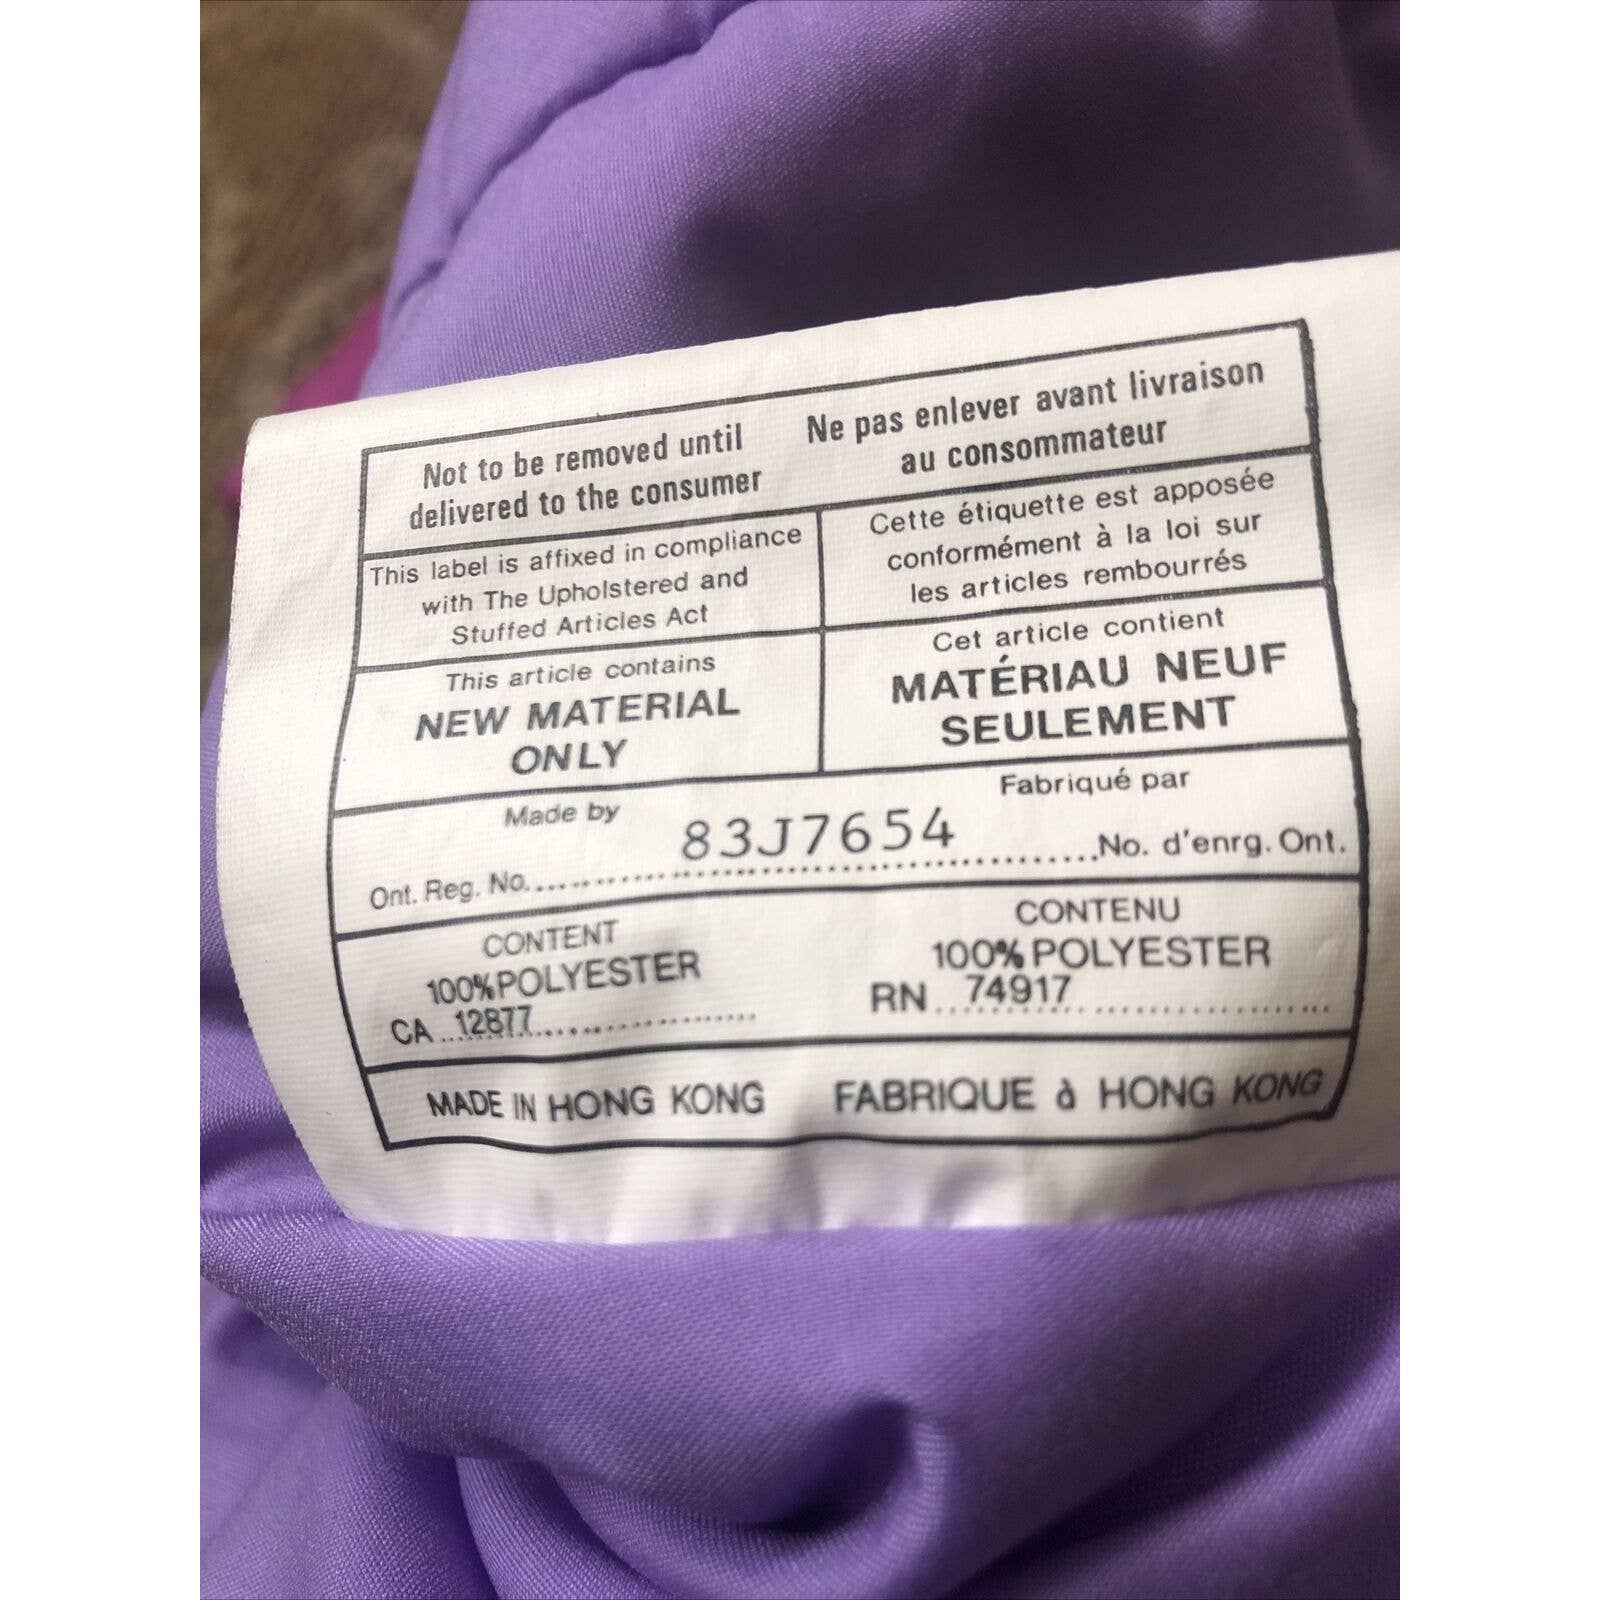 Not to be removed until
delivered to the consumer
Ne pas enlever avant livraison
au consommateur
This label is affixed in compliance
with The Upholstered and
Stuffed Articles Act
Cette étiquette est apposée
conformément à la loi sur
les articles rembourrés
This article contains
NEW MATERIAL
ONLY
Cet article contient
MATÉRIAU NEUF
SEULEMENT
Made by
Fabriqué par
Ont. Reg. No. 83J7654 No. d'enrg. Ont.
CONTENT
100% POLYESTER
CA 12877
CONTENU
100% POLYESTER
RN 74917
MADE IN HONG KONG
FABRIQUE à HONG KONG